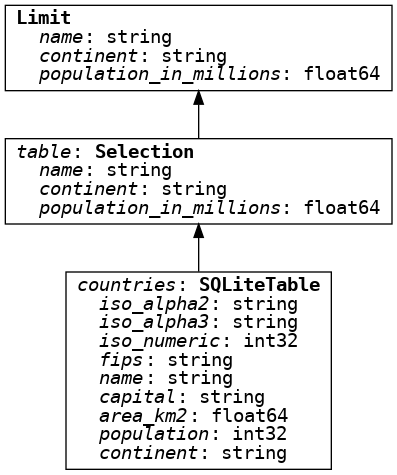 Limit
name: string
continent: string
population_in_millions: float64
table: Selection
name: string
continent: string
population_in_millions: float64
countries: SQLiteTable
iso_alpha2: string
iso_alpha3: string
iso_numeric: int32
fips: string
name: string
capital: string
area_km2: float64
population: int32
continent: string